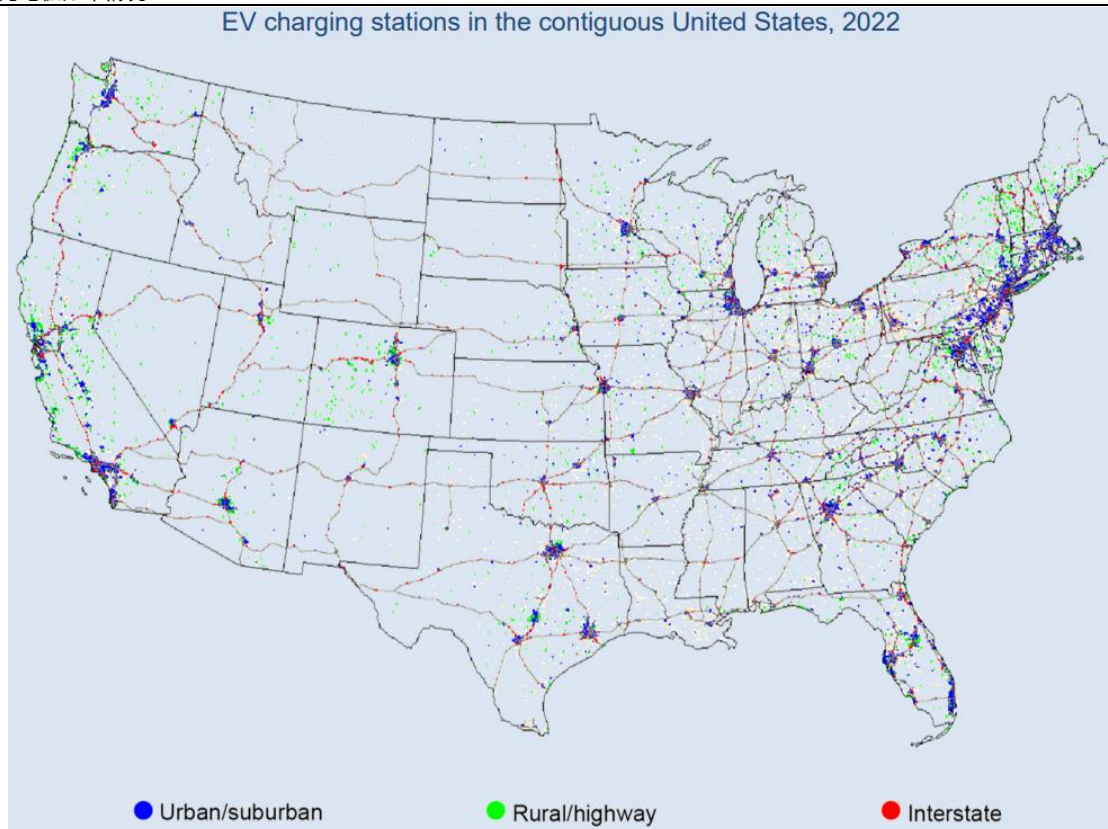 EV charging stations in the contiguous United States, 2022
Urban/suburban
Rural/highway
Interstate